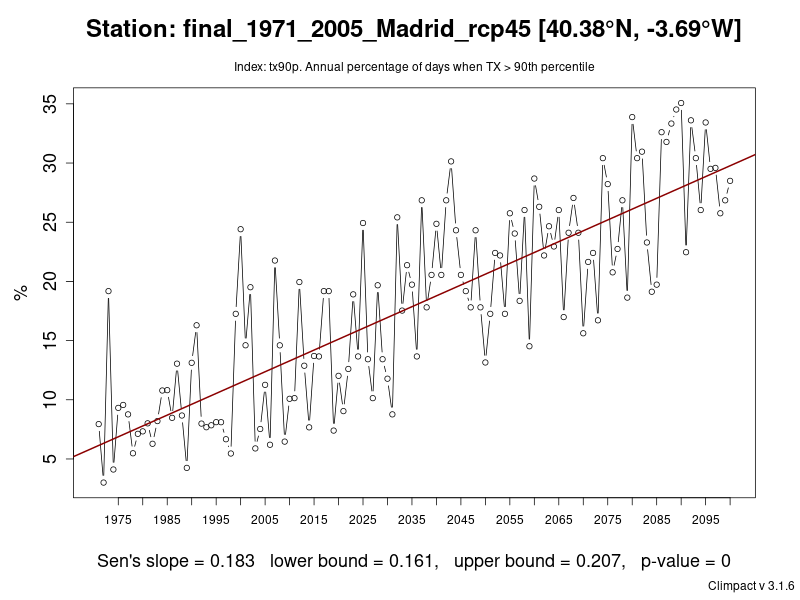 Station: final_1971_2005_Madrid_rcp45 [40.38°N, -3.69°W]
Index: tx90p. Annual percentage of days when TX > 90th percentile
35
30
25
20
15
10
5
%
1975 1985 1995 2005 2015 2025 2035 2045 2055 2065 2075 2085 2095
Sen's slope = 0.183 lower bound = 0.161, upper bound = 0.207, p-value = 0
Climpact v 3.1.6